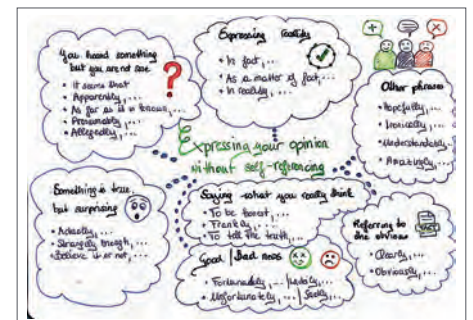 You heard something
but you are not sure
• It seems that
• Apparently, ...
• As far as it is known, ...
• Presumably, ...
• Allegedly, ...
Expressing reality
• In fact, ...
• As a matter of fact, ...
• In reality, ...
Other phrases
• Hopefully, ...
• Ironically, ...
• Understandably, ...
Expressing your opinion
without self-referencing
Something is true,
but surprising
• Actually, ...
• Strangely enough, ...
• Believe it or not, ...
Saying what you really think
• To be honest, ...
• Frankly, ...
• To tell the truth, ...
Good / Bad news
• Fortunately, ... / Luckily, ...
• Unfortunately, ... / Sadly, ...
Referring to
the obvious
• Clearly, ...
• Obviously, ...